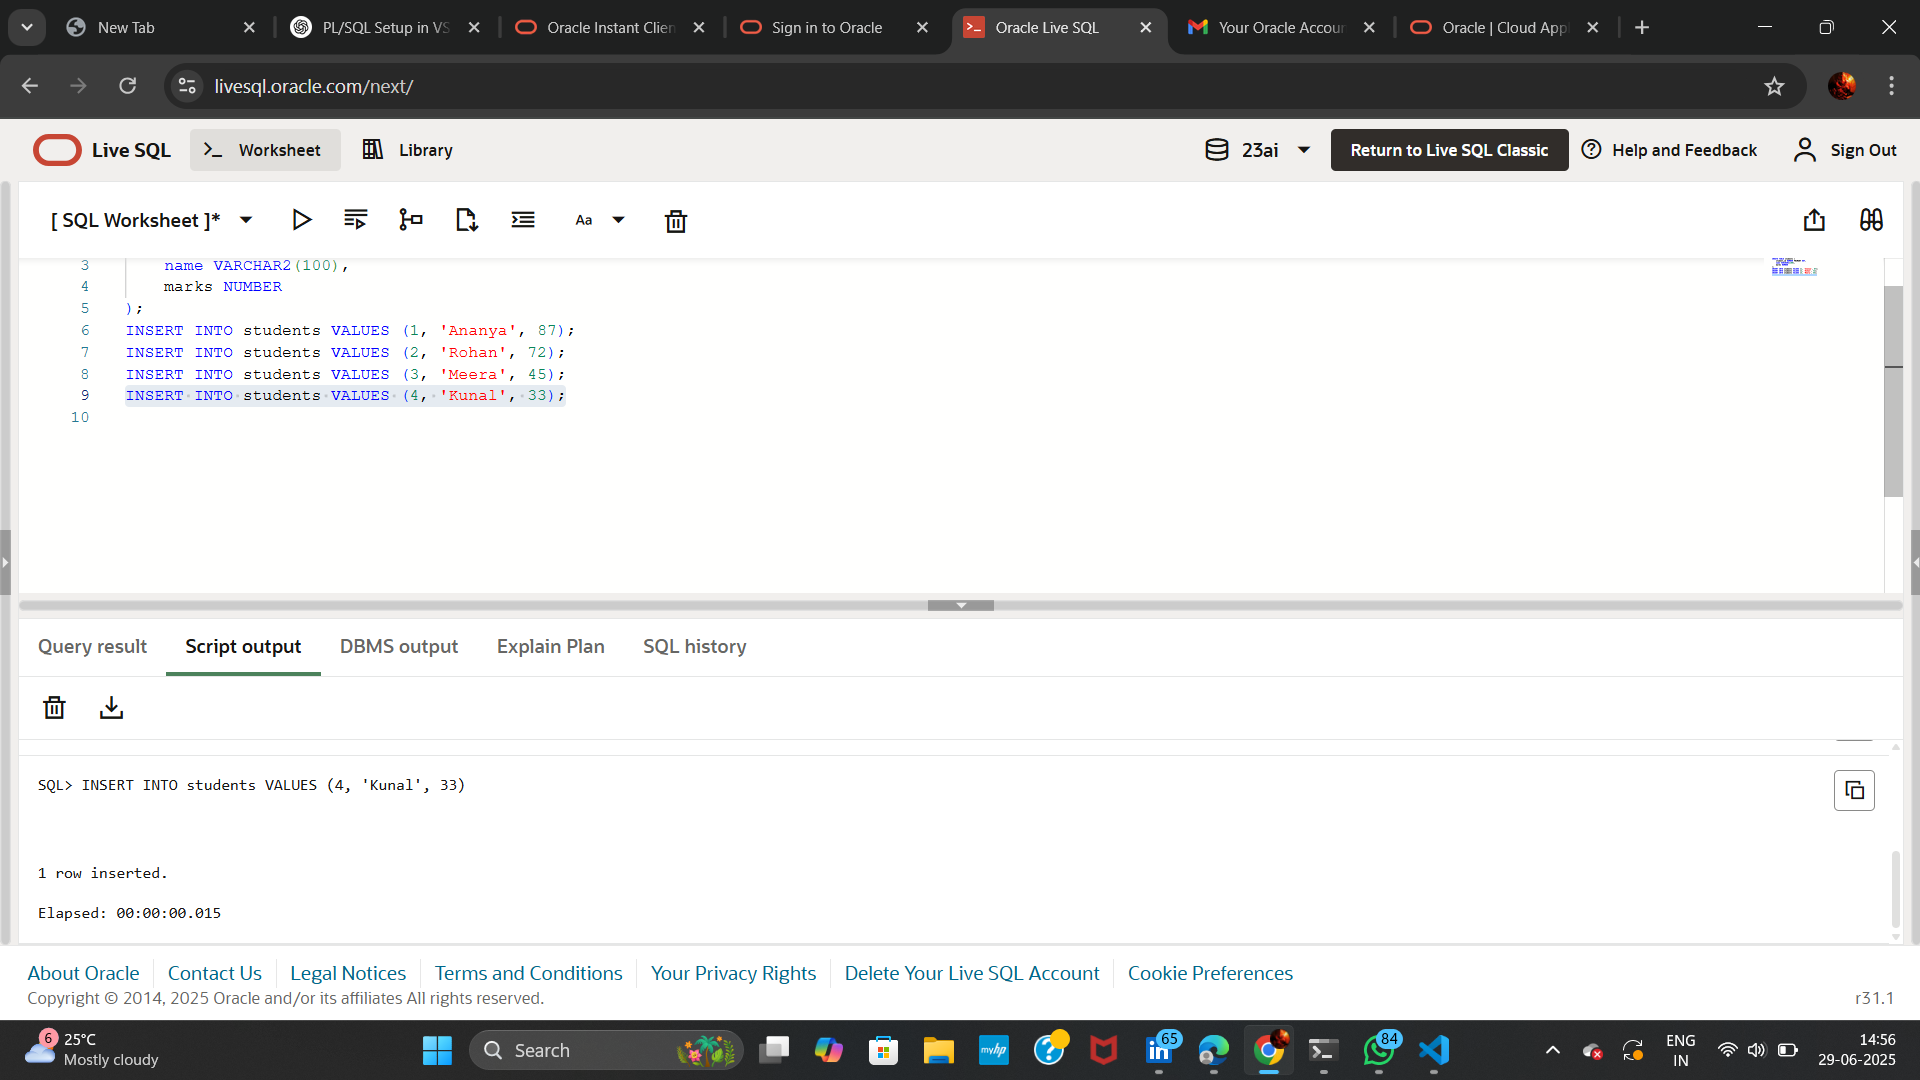 New Tab
PL/SQL Setup in VS
Oracle Instant Clien
Sign in to Oracle
Oracle Live SQL
Your Oracle Accoun
Oracle | Cloud Appl
livesql.oracle.com/next/
Live SQL
>_ Worksheet
Library
23ai
Return to Live SQL Classic
Help and Feedback
Sign Out
[ SQL Worksheet ]*
Aa
3 name VARCHAR2(100),
4 marks NUMBER
5 );
6 INSERT INTO students VALUES (1, 'Ananya', 87);
7 INSERT INTO students VALUES (2, 'Rohan', 72);
8 INSERT INTO students VALUES (3, 'Meera', 45);
9 INSERT INTO students VALUES (4, 'Kunal', 33);
10
Query result
Script output
DBMS output
Explain Plan
SQL history
SQL> INSERT INTO students VALUES (4, 'Kunal', 33)
1 row inserted.
Elapsed: 00:00:00.015
About Oracle
Contact Us
Legal Notices
Terms and Conditions
Your Privacy Rights
Delete Your Live SQL Account
Cookie Preferences
Copyright © 2014, 2025 Oracle and/or its affiliates All rights reserved.
r31.1
6
25°C
Mostly cloudy
Search
myhp
65
84
ENG
IN
14:56
29-06-2025